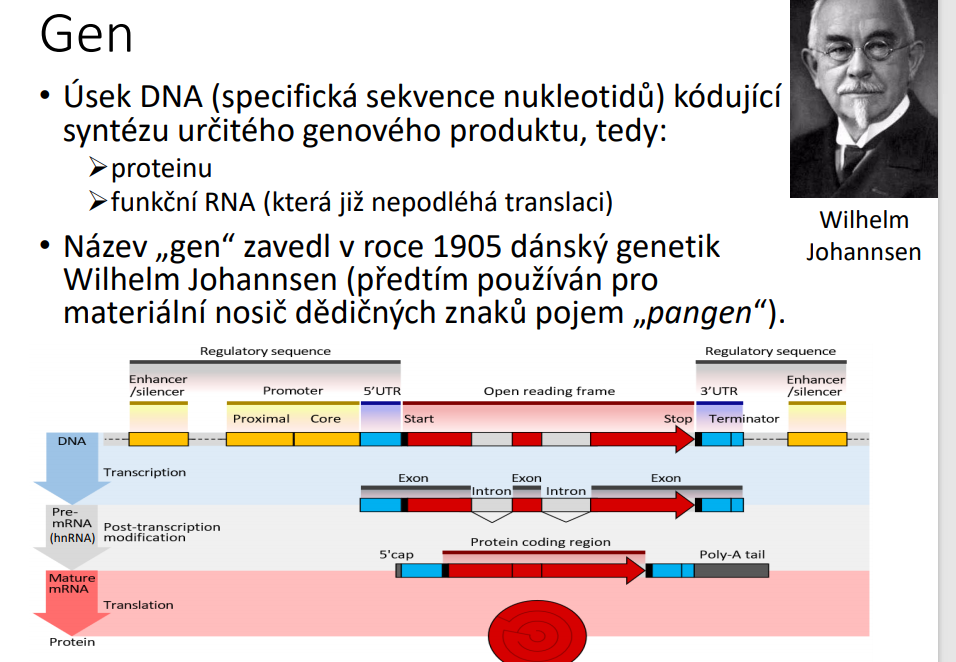 Gen
• Úsek DNA (specifická sekvence nukleotidů) kódující
syntézu určitého genového produktu, tedy:
➢proteinu
➢funkční RNA (která již nepodléhá translaci)
• Název „gen“ zavedl v roce 1905 dánský genetik
Wilhelm Johannsen (předtím používán pro
materiální nosič dědičných znaků pojem „pangen“).
Wilhelm
Johannsen
Regulatory sequence
Regulatory sequence
Enhancer
/silencer
Promoter
5'UTR
Open reading frame
3'UTR
Enhancer
/silencer
Proximal
Core
Start
Stop
Terminator
DNA
Transcription
Exon
Exon
Exon
Intron
Intron
Pre-
mRNA
(hnRNA)
Post-transcription
modification
Protein coding region
5'cap
Poly-A tail
Mature
mRNA
Translation
Protein